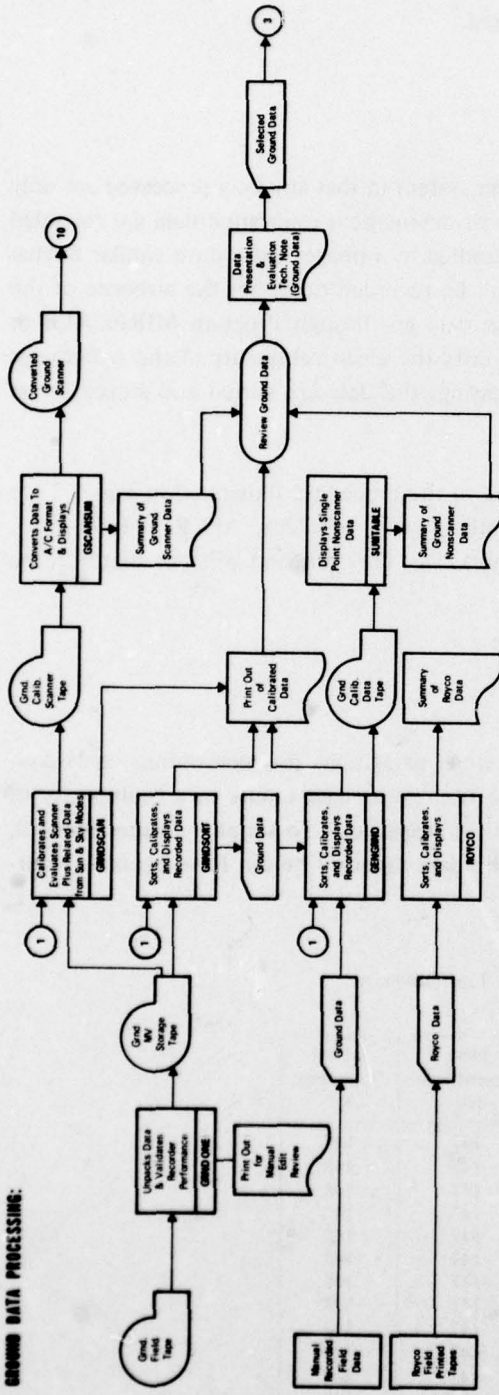 GROUND DATA PROCESSING:
Grnd.
Field
Tape
Unpacks Data
& Validates
Recorder
Performance
GRND ONE
Print Out
for
Manual Edit
Review
Grnd
MV
Storage
Tape
1
Calibrates and
Evaluates Scanner
Plus Related Data
from Sun & Sky Modes
GRNDSCAN
Grnd.
Calib.
Scanner
Tape
Converts Data To
A/C Format
& Displays
GSCANSUB
Converted
Ground
Scanner
10
Summary of
Ground
Scanner Data
1
Sorts, Calibrates,
and Displays
Recorded Data
GRNDSORT
Print Out
of
Calibrated
Data
Review Ground Data
Data
Presentation
&
Evaluation
Tech. Note
(Ground Data)
Selected
Ground Data
3
Ground Data
Manual
Recorded
Field
Data
Ground Data
1
Sorts, Calibrates,
and Displays
Recorded Data
GENGRND
Grnd
Calib.
Data
Tape
Displays Single
Point Nonscanner
Data
SUMTABLE
Summary of
Ground
Nonscanner Data
Royco
Field
Printed
Tapes
Royco Data
Sorts, Calibrates,
and Displays
ROYCO
Summary
of
Royco Data